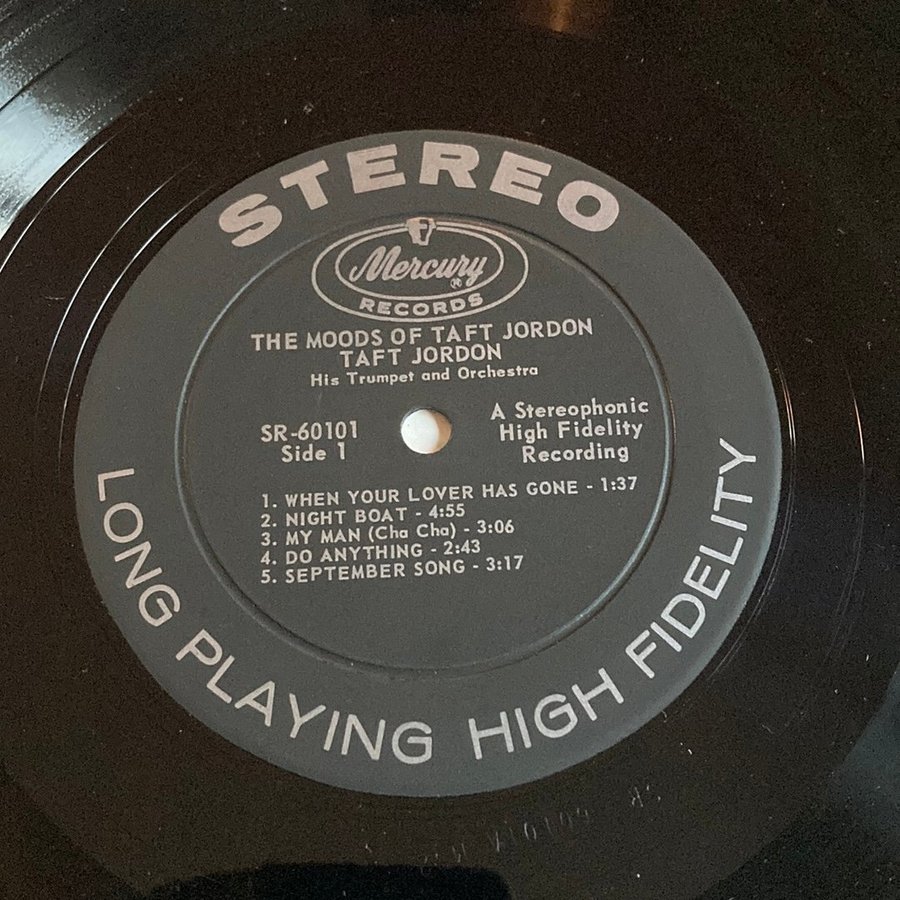 STEREO
Mercury
RECORDS
THE MOODS OF TAFT JORDON
TAFT JORDON
His Trumpet and Orchestra
SR-60101
Side 1
A Stereophonic
High Fidelity
Recording
1. WHEN YOUR LOVER HAS GONE - 1:37
2. NIGHT BOAT - 4:55
3. MY MAN (Cha Cha) - 3:06
4. DO ANYTHING - 2:43
5. SEPTEMBER SONG - 3:17
LONG PLAYING HIGH FIDELITY